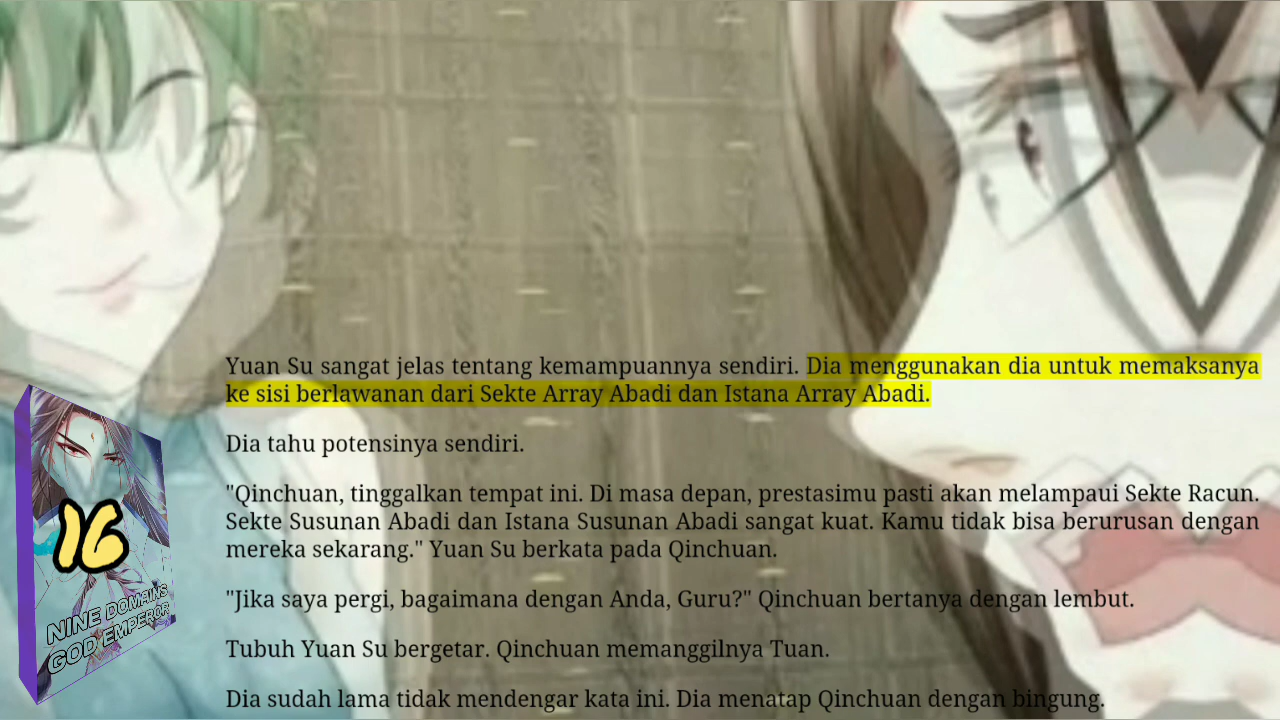 Yuan Su sangat jelas tentang kemampuannya sendiri. Dia menggunakan dia untuk memaksanya
ke sisi berlawanan dari Sekte Array Abadi dan Istana Array Abadi.
Dia tahu potensinya sendiri.
"Qinchuan, tinggalkan tempat ini. Di masa depan, prestasimu pasti akan melampaui Sekte Racun.
Sekte Susunan Abadi dan Istana Susunan Abadi sangat kuat. Kamu tidak bisa berurusan dengan
mereka sekarang." Yuan Su berkata pada Qinchuan.
"Jika saya pergi, bagaimana dengan Anda, Guru?" Qinchuan bertanya dengan lembut.
Tubuh Yuan Su bergetar. Qinchuan memanggilnya Tuan.
Dia sudah lama tidak mendengar kata ini. Dia menatap Qinchuan dengan bingung.
16
NINE DOMAINS
GOD EMPEROR